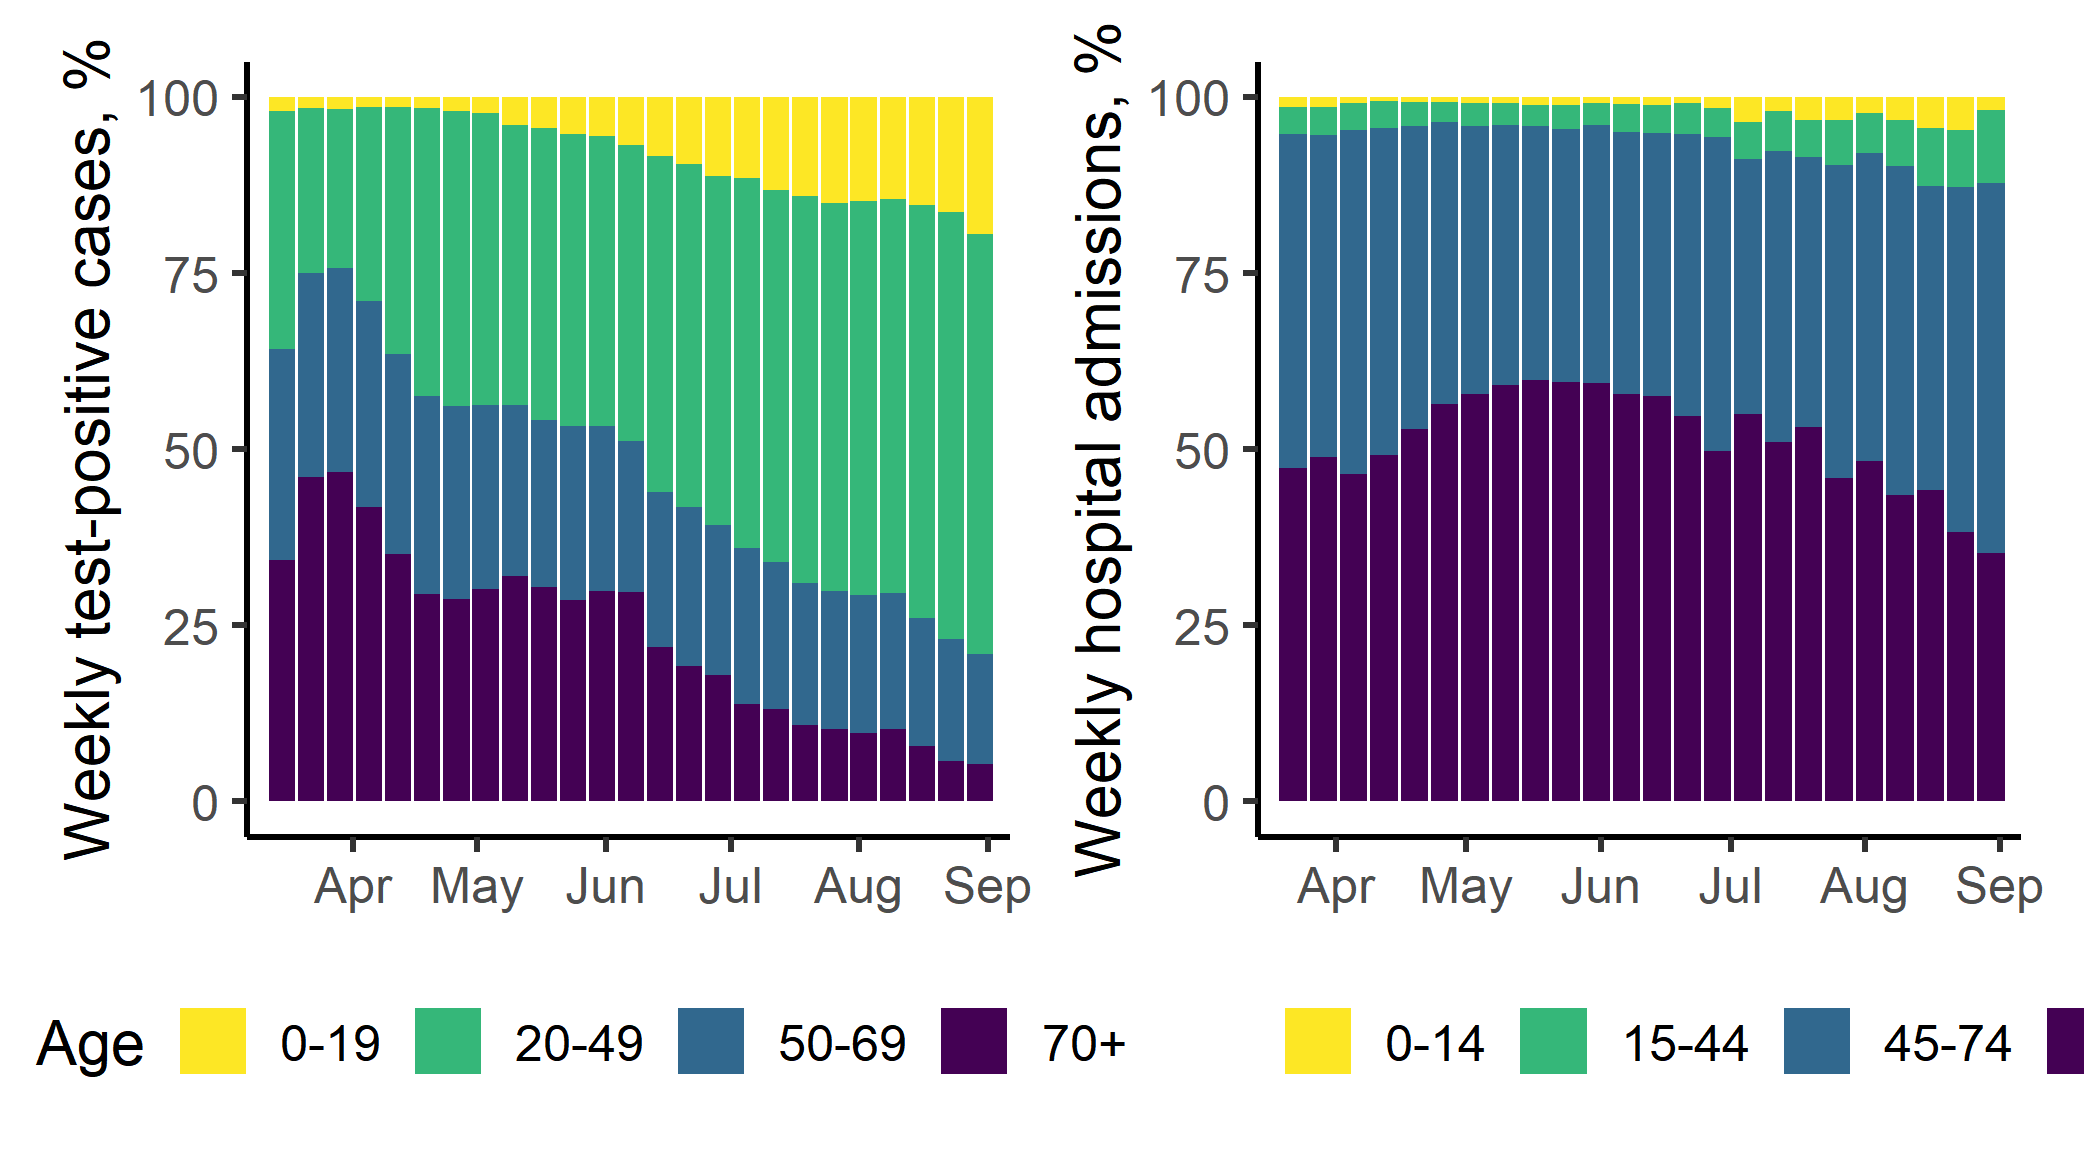 Weekly test-positive cases, %
100
75
50
25
0
Apr May Jun Jul Aug Sep
Weekly hospital admissions, %
100
75
50
25
0
Apr May Jun Jul Aug Sep
Age 0-19 20-49 50-69 70+
0-14 15-44 45-74